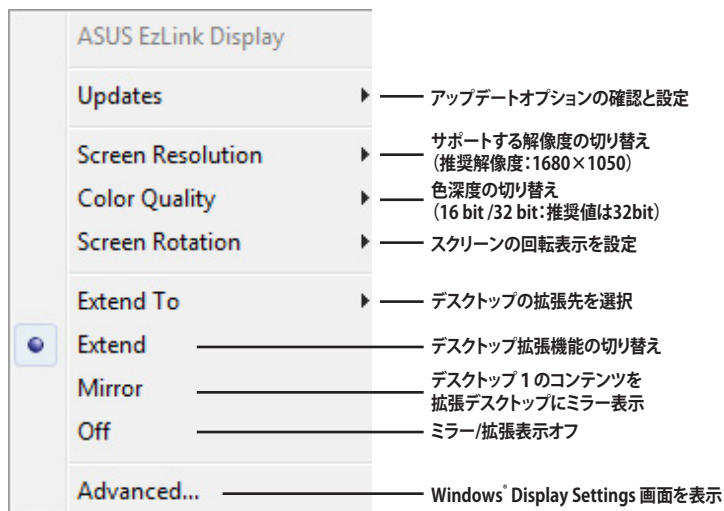 ASUS EzLink Display
Updates
アップデートオプションの確認と設定
Screen Resolution
サポートする解像度の切り替え
（推奨解像度：1680×1050）
Color Quality
色深度の切り替え
（16 bit /32 bit：推奨値は32bit）
Screen Rotation
スクリーンの回転表示を設定
Extend To
デスクトップの拡張先を選択
Extend
デスクトップ拡張機能の切り替え
Mirror
デスクトップ 1 のコンテンツを
拡張デスクトップにミラー表示
Off
ミラー/拡張表示オフ
Advanced...
Windows® Display Settings 画面を表示